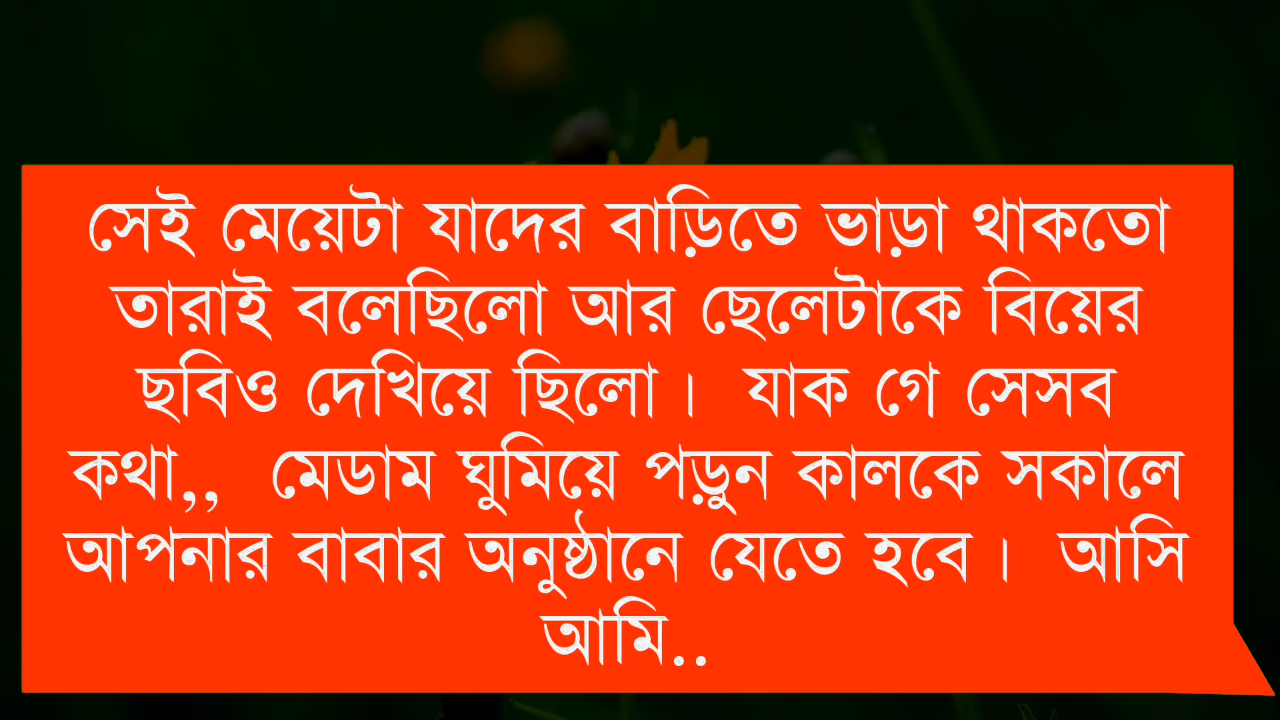 সেই মেয়েটা যাদের বাড়িতে ভাড়া থাকতো
তারাই বলেছিলো আর ছেলেটাকে বিয়ের
ছবিও দেখিয়ে ছিলো। যাক গে সেসব
কথা,, মেডাম ঘুমিয়ে পড়ুন কালকে সকালে
আপনার বাবার অনুষ্ঠানে যেতে হবে। আসি
আমি..